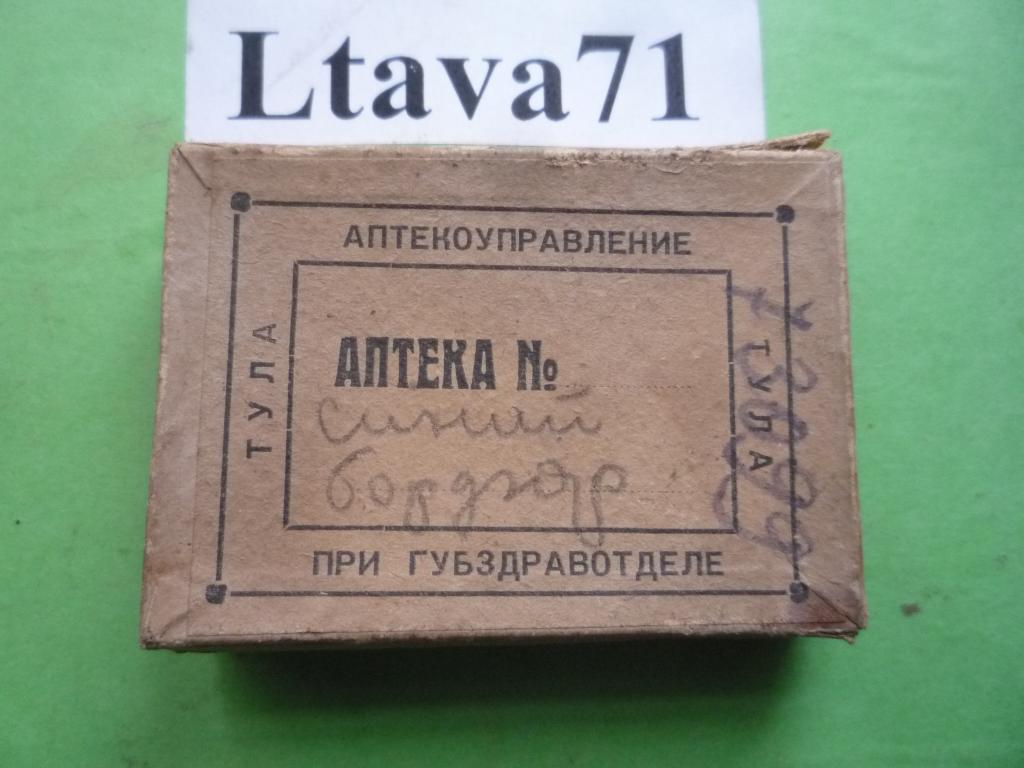 Ltava71
АПТЕКОУПРАВЛЕНИЕ
ТУЛА
АПТЕКА №
синий
бордюр
ТУЛА
ПРИ ГУБЗДРАВОТДЕЛЕ